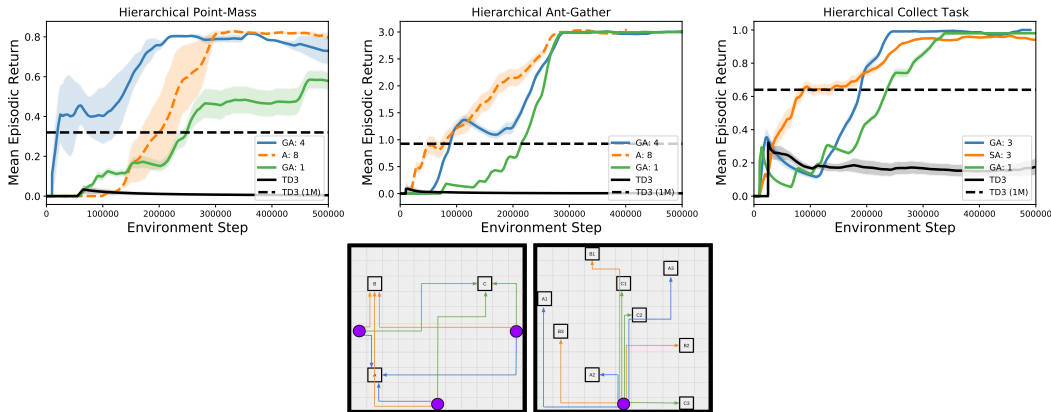 Hierarchical Point-Mass
Mean Episodic Return
0.8
0.6
0.4
0.2
0.0
GA: 4
A: 8
GA: 1
TD3
TD3 (1M)
0
100000
200000
300000
400000
500000
Environment Step
Hierarchical Ant-Gather
Mean Episodic Return
3.0
2.5
2.0
1.5
1.0
0.5
0.0
GA: 4
A: 8
GA: 1
TD3
TD3 (1M)
0
100000
200000
300000
400000
500000
Environment Step
Hierarchical Collect Task
Mean Episodic Return
1.0
0.8
0.6
0.4
0.2
0.0
GA: 3
SA: 3
GA: 1
TD3
TD3 (1M)
0
100000
200000
300000
400000
500000
Environment Step
B
C
A
B1
A3
C1
A1
C2
B3
B2
A2
C3